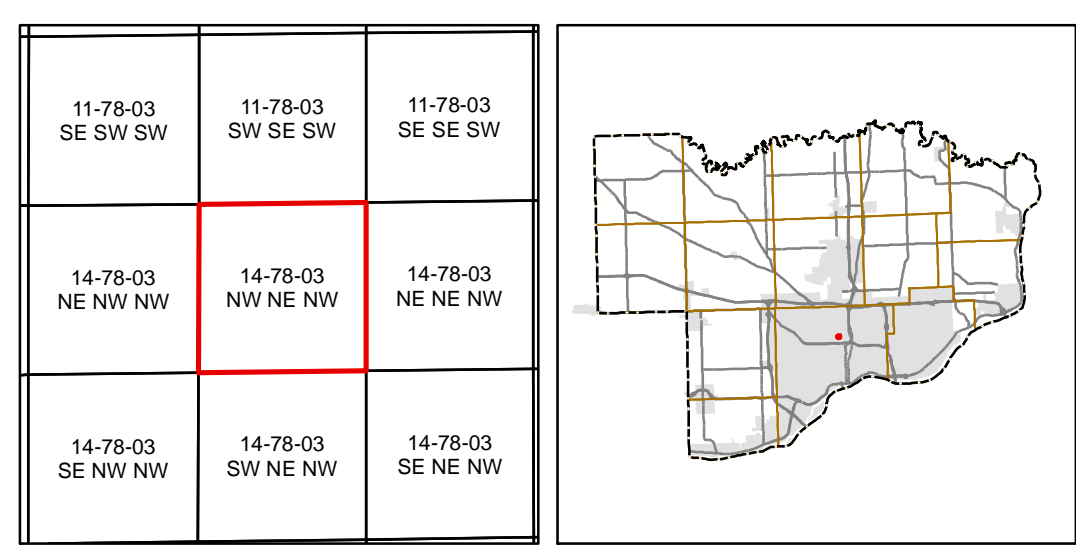 11-78-03
SE SW SW
11-78-03
SW SE SW
11-78-03
SE SE SW
14-78-03
NE NW NW
14-78-03
NW NE NW
14-78-03
NE NE NW
14-78-03
SE NW NW
14-78-03
SW NE NW
14-78-03
SE NE NW